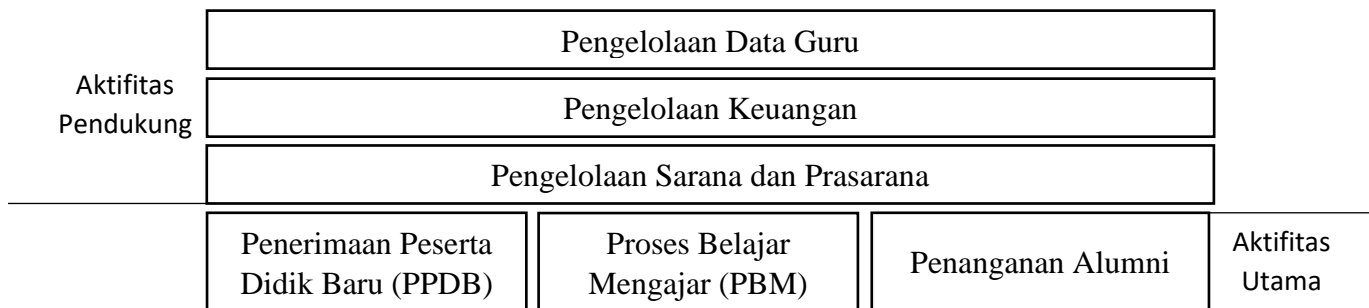 Pengelolaan Data Guru
Aktifitas
Pendukung
Pengelolaan Keuangan
Pengelolaan Sarana dan Prasarana
Penerimaan Peserta
Didik Baru (PPDB)
Proses Belajar
Mengajar (PBM)
Penanganan Alumni
Aktifitas
Utama